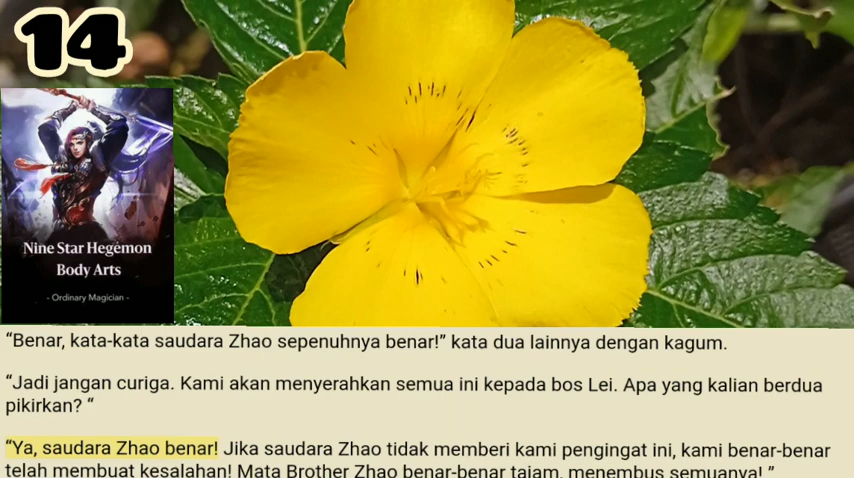 14
Nine Star Hegemon
Body Arts
- Ordinary Magician -
“Benar, kata-kata saudara Zhao sepenuhnya benar!” kata dua lainnya dengan kagum.
“Jadi jangan curiga. Kami akan menyerahkan semua ini kepada bos Lei. Apa yang kalian berdua
pikirkan? “
“Ya, saudara Zhao benar! Jika saudara Zhao tidak memberi kami pengingat ini, kami benar-benar
telah membuat kesalahan! Mata Brother Zhao benar-benar tajam, menembus semuanya! ”